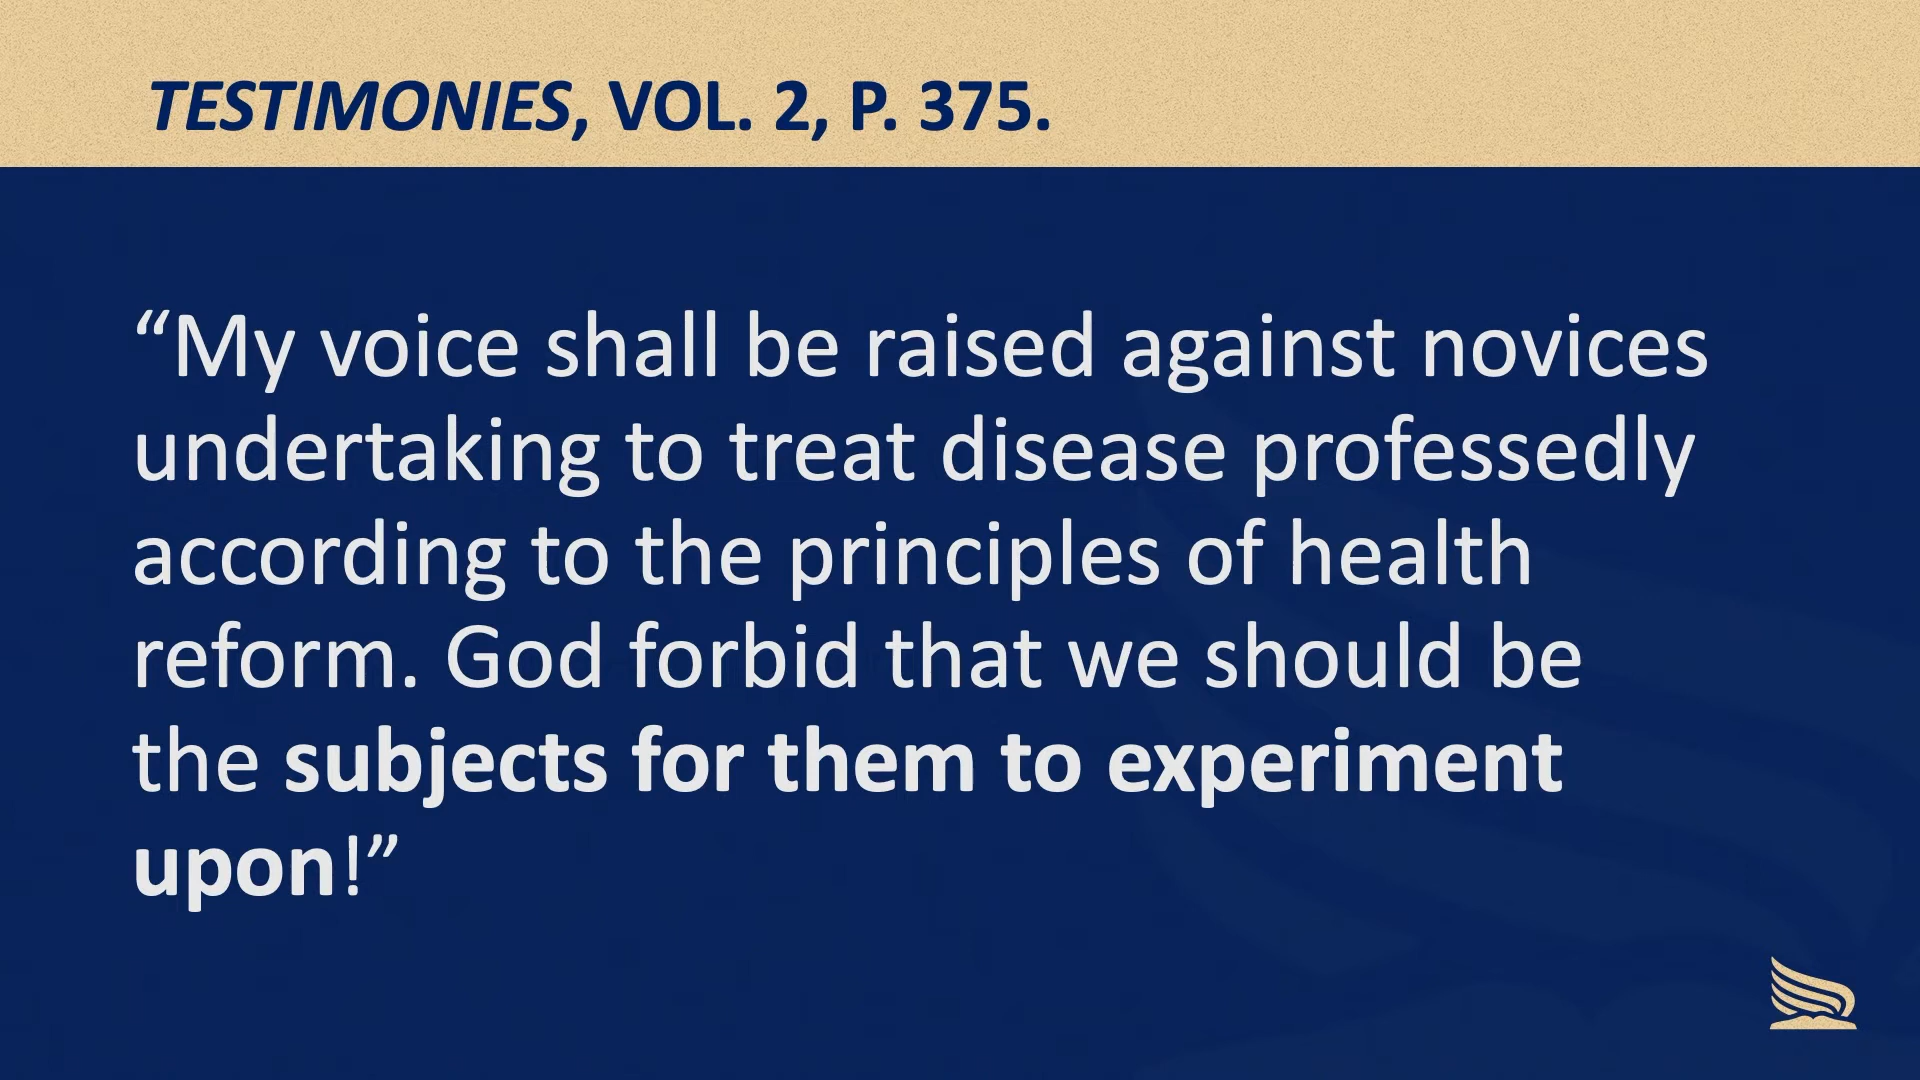 TESTIMONIES, VOL. 2, P. 375.
“My voice shall be raised against novices
undertaking to treat disease professedly
according to the principles of health
reform. God forbid that we should be
the subjects for them to experiment
upon!”